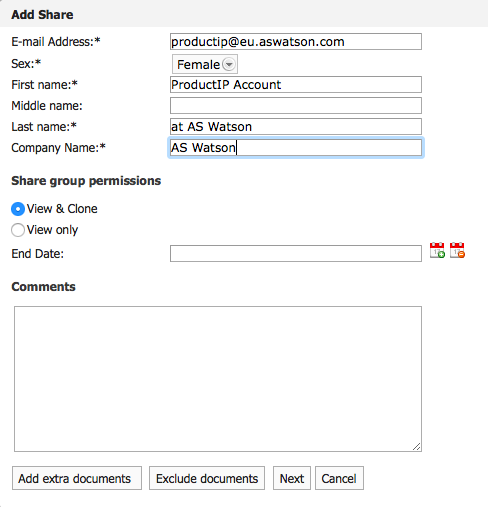 Add Share
E-mail Address:* productip@eu.aswatson.com
Sex:* Female
First name:* ProductIP Account
Middle name:
Last name:* at AS Watson
Company Name:* AS Watson
Share group permissions
View & Clone
View only
End Date:
Comments
Add extra documents Exclude documents Next Cancel